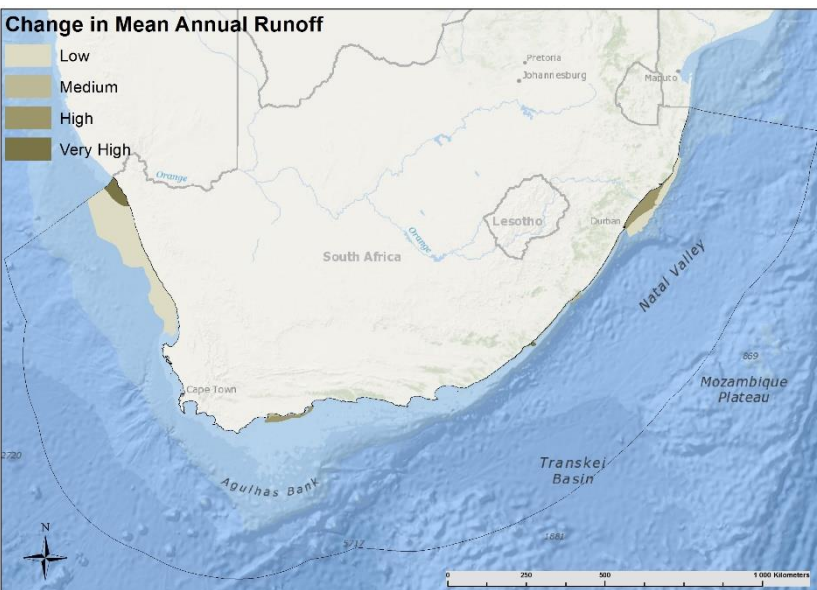 Change in Mean Annual Runoff
Low
Medium
High
Very High
Pretoria
Johannesburg
Maputo
Orange
Lesotho
Durban
Orange
South Africa
Natal Valley
869
Mozambique
Plateau
Cape Town
2720
Transkei
Basin
Agulhas Bank
5717
1881
N
0
250
500
1 000 Kilometers